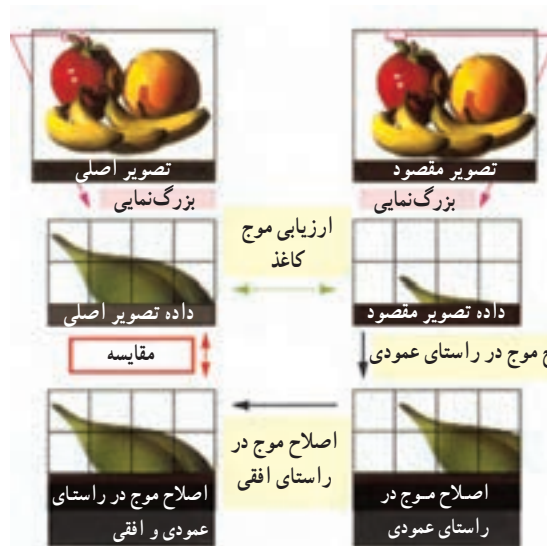 تصویر مقصود
تصویر اصلی
بزرگ‌نمایی
بزرگ‌نمایی
ارزیابی موج
کاغذ
داده تصویر مقصود
داده تصویر اصلی
موج در راستای عمودی
مقایسه
اصلاح موج در
راستای افقی
اصلاح مـوج در
راستای عمودی
اصلاح موج در راستای
عمودی و افقی